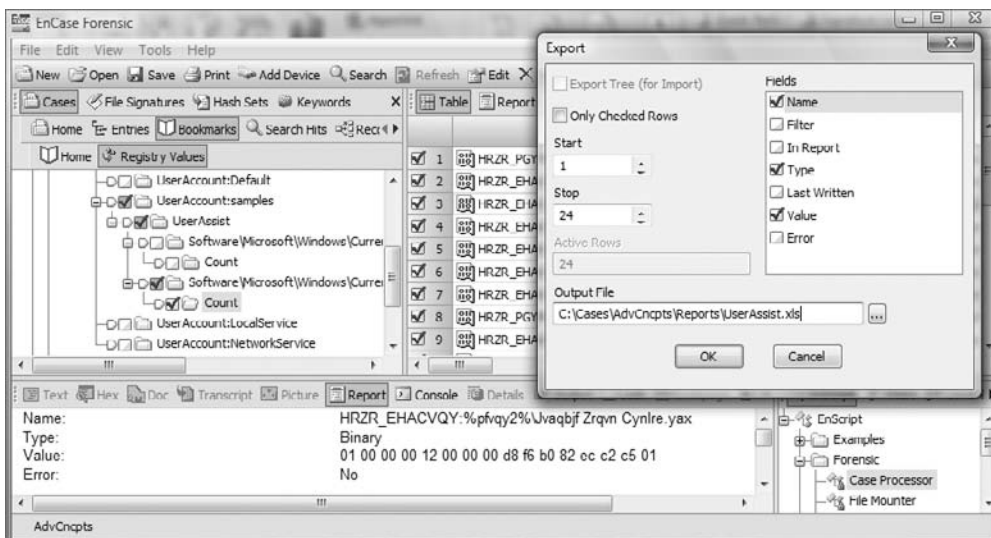 EnCase Forensic
File Edit View Tools Help
New Open Save Print Add Device Search Refresh Edit
Cases File Signatures Hash Sets Keywords
Home Entries Bookmarks Search Hits
Home Registry Values
UserAccount:Default
UserAccount:samples
UserAssist
Software\Microsoft\Windows\Currer
Count
Software\Microsoft\Windows\Currer
Count
UserAccount:LocalService
UserAccount:NetworkService
Table Report
1 HRZR_PGY
2 HRZR_EHA
3 HRZR_EHA
4 HRZR_EHA
5 HRZR_EHA
6 HRZR_EHA
7 HRZR_EHA
8 HRZR_PGY
9 HRZR_EHA
Export
Export Tree (for Import)
Only Checked Rows
Start
1
Stop
24
Active Rows
24
Fields
Name
Filter
In Report
Type
Last Written
Value
Error
Output File
C:\Cases\AdvCncpts\Reports\UserAssist.xls
...
OK Cancel
Text Hex Doc Transcript Picture Report Console Details
Name: HRZR_EHACVQY:%pfvqy2%\Jvaqbjf Zrqvn Cynlre.yax
Type: Binary
Value: 01 00 00 00 12 00 00 00 d8 f6 b0 82 ec c2 c5 01
Error: No
EnScript
Examples
Forensic
Case Processor
File Mounter
AdvCncpts